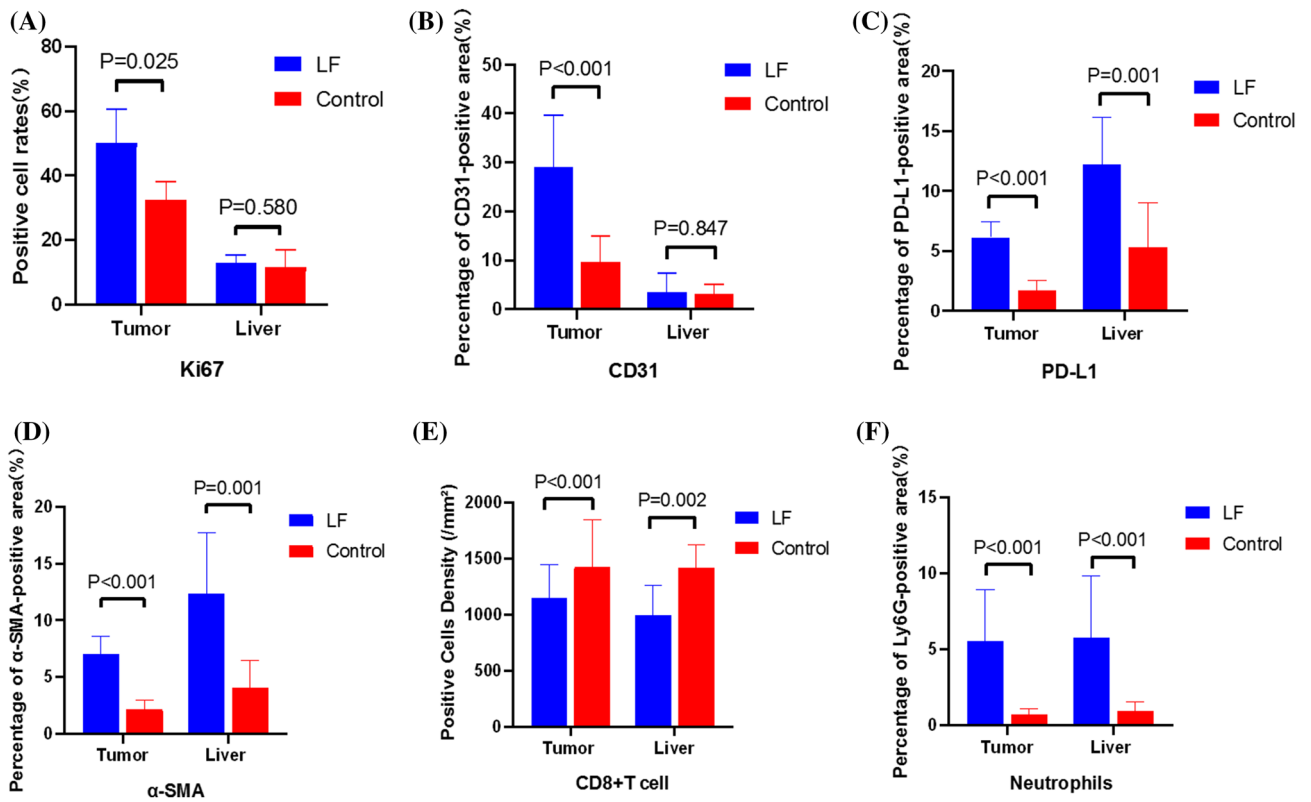 (A)
Positive cell rates(%)
80
60
40
20
0
P=0.025
P=0.580
LF
Control
Tumor
Liver
Ki67
(B)
Percentage of CD31-positive area(%)
50
40
30
20
10
0
P<0.001
P=0.847
LF
Control
Tumor
Liver
CD31
(C)
Percentage of PD-L1-positive area(%)
20
15
10
5
0
P<0.001
P=0.001
LF
Control
Tumor
Liver
PD-L1
(D)
Percentage of α-SMA-positive area(%)
20
15
10
5
0
P<0.001
P=0.001
LF
Control
Tumor
Liver
α-SMA
(E)
Positive Cells Density (/mm²)
2000
1500
1000
500
0
P<0.001
P=0.002
LF
Control
Tumor
Liver
CD8+T cell
(F)
Percentage of Ly6G-positive area(%)
15
10
5
0
P<0.001
P<0.001
LF
Control
Tumor
Liver
Neutrophils